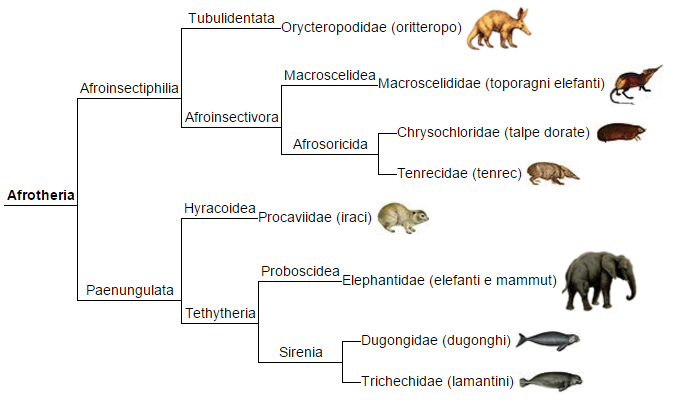 Tubulidentata
Orycteropodidae (oritteropo)
Afroinsectiphilia
Macroscelidea
Macroscelididae (toporagni elefanti)
Afroinsectivora
Chrysochloridae (talpe dorate)
Afrosoricida
Tenrecidae (tenrec)
Afrotheria
Hyracoidea
Procaviidae (iraci)
Paenungulata
Proboscidea
Elephantidae (elefanti e mammut)
Tethytheria
Dugongidae (dugonghi)
Sirenia
Trichechidae (lamantini)